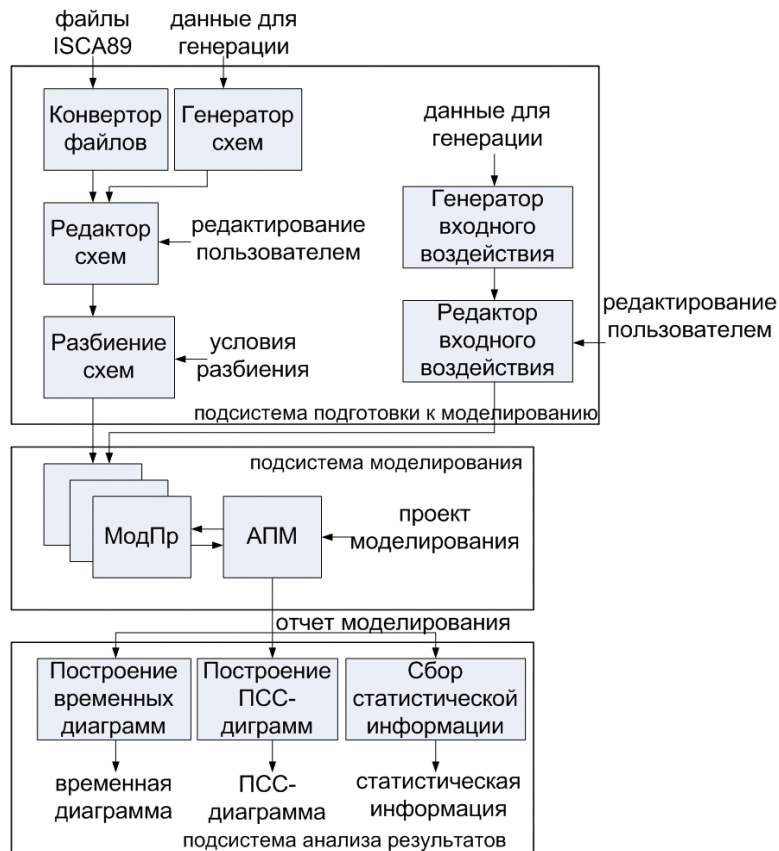 файлы
ISCA89
данные для
генерации
Конвертор
файлов
Генератор
схем
данные для
генерации
Редактор
схем
редактирование
пользователем
Генератор
входного
воздействия
Разбиение
схем
условия
разбиения
Редактор
входного
воздействия
редактирование
пользователем
подсистема подготовки к моделированию
подсистема моделирования
МодПр
АПМ
проект
моделирования
отчет моделирования
Построение
временных
диаграмм
Построение
ПСС-
диграмм
Сбор
статистической
информации
временная
диаграмма
ПСС-
диаграмма
статистическая
информация
подсистема анализа результатов